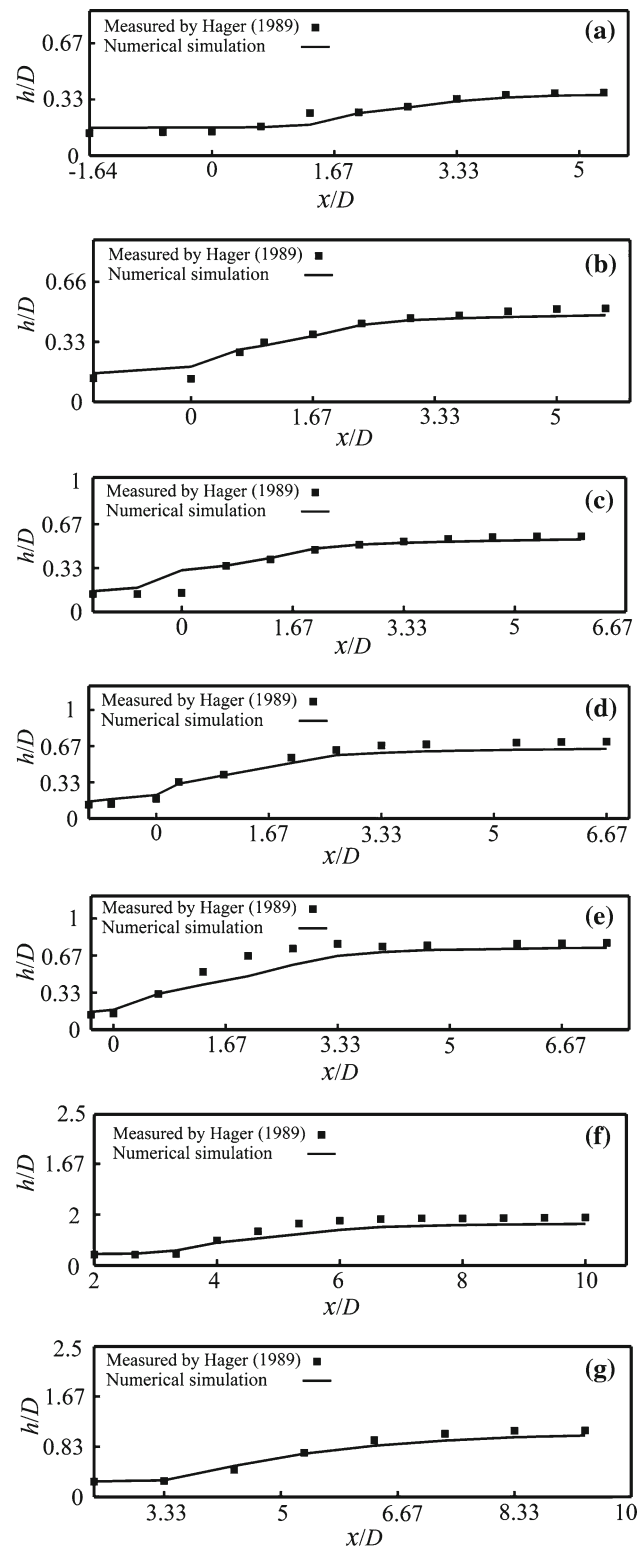 (a)
Measured by Hager (1989)
Numerical simulation
h/D
0.67
0.33
0
-1.64 0 1.67 3.33 5
x/D
(b)
Measured by Hager (1989)
Numerical simulation
h/D
0.66
0.33
0
0 1.67 3.33 5
x/D
(c)
Measured by Hager (1989)
Numerical simulation
h/D
1
0.67
0.33
0
0 1.67 3.33 5 6.67
x/D
(d)
Measured by Hager (1989)
Numerical simulation
h/D
1
0.67
0.33
0
0 1.67 3.33 5 6.67
x/D
(e)
Measured by Hager (1989)
Numerical simulation
h/D
1
0.67
0.33
0
0 1.67 3.33 5 6.67
x/D
(f)
Measured by Hager (1989)
Numerical simulation
h/D
2.5
1.67
2
0
2 4 6 8 10
x/D
(g)
Measured by Hager (1989)
Numerical simulation
h/D
2.5
1.67
0.83
0
3.33 5 6.67 8.33 10
x/D